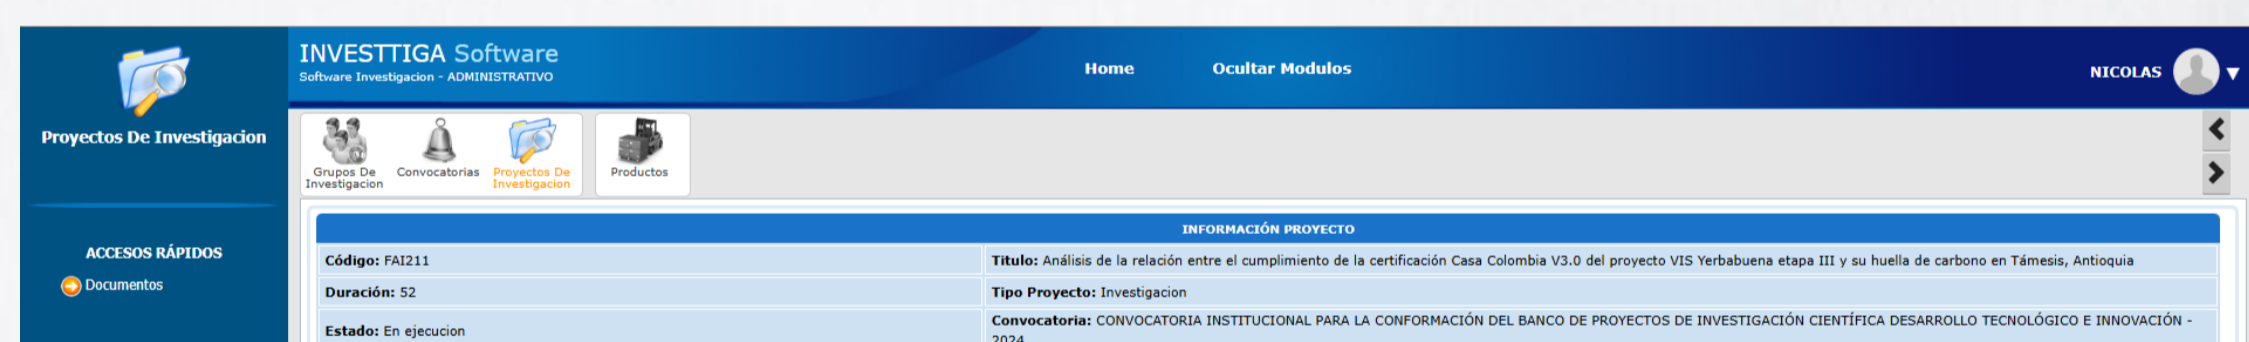 INVESTTIGA Software
Software Investigacion - ADMINISTRATIVO
Home
Ocultar Modulos
NICOLAS
Proyectos De Investigacion
Grupos De
Investigacion
Convocatorias
Proyectos De
Investigacion
Productos
ACCESOS RÁPIDOS
Documentos
INFORMACIÓN PROYECTO
Código: FAI211
Titulo: Análisis de la relación entre el cumplimiento de la certificación Casa Colombia V3.0 del proyecto VIS Yerbabuena etapa III y su huella de carbono en Támesis, Antioquia
Duración: 52
Tipo Proyecto: Investigacion
Estado: En ejecucion
Convocatoria: CONVOCATORIA INSTITUCIONAL PARA LA CONFORMACIÓN DEL BANCO DE PROYECTOS DE INVESTIGACIÓN CIENTÍFICA DESARROLLO TECNOLÓGICO E INNOVACIÓN -
2024